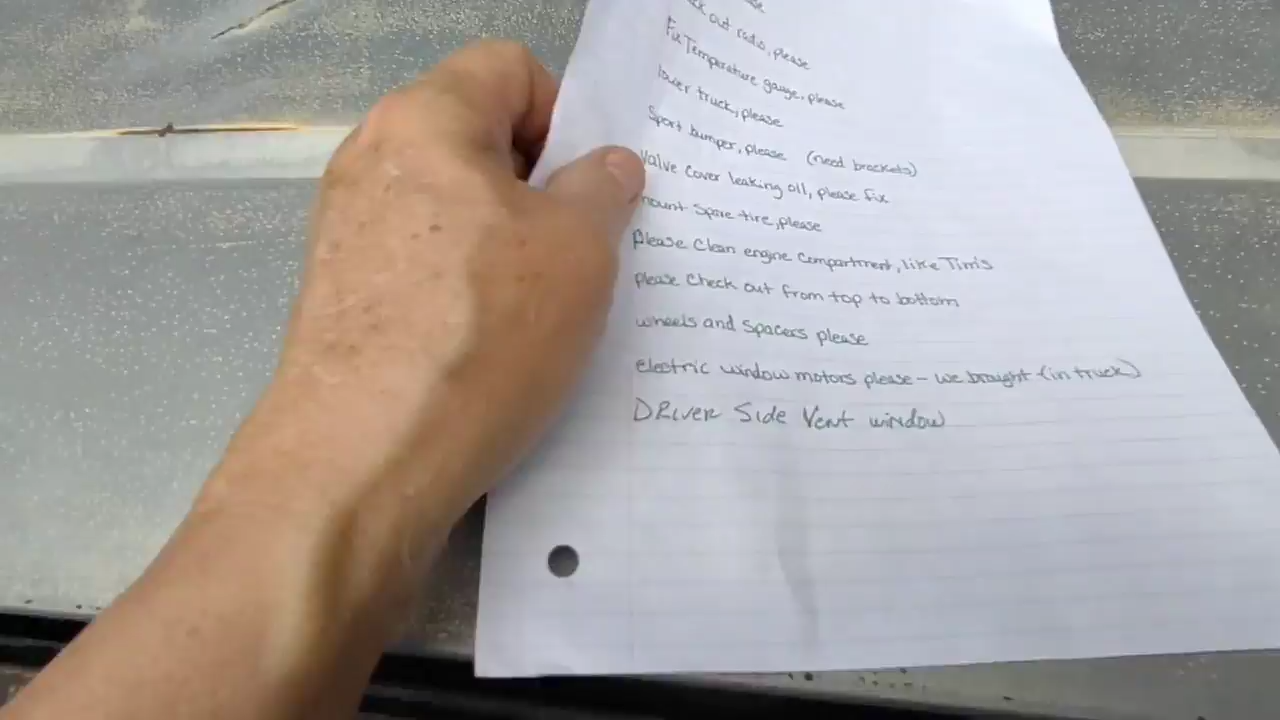 out radio, please
Fix Temperature gauge, please
lower truck, please
Sport bumper, please (need brackets)
Valve cover leaking oil, please fix
mount spare tire, please
please clean engine compartment, like Tim's
please check out from top to bottom
wheels and spacers please
electric window motors please - we braught (in truck)
DRiver Side Vent window